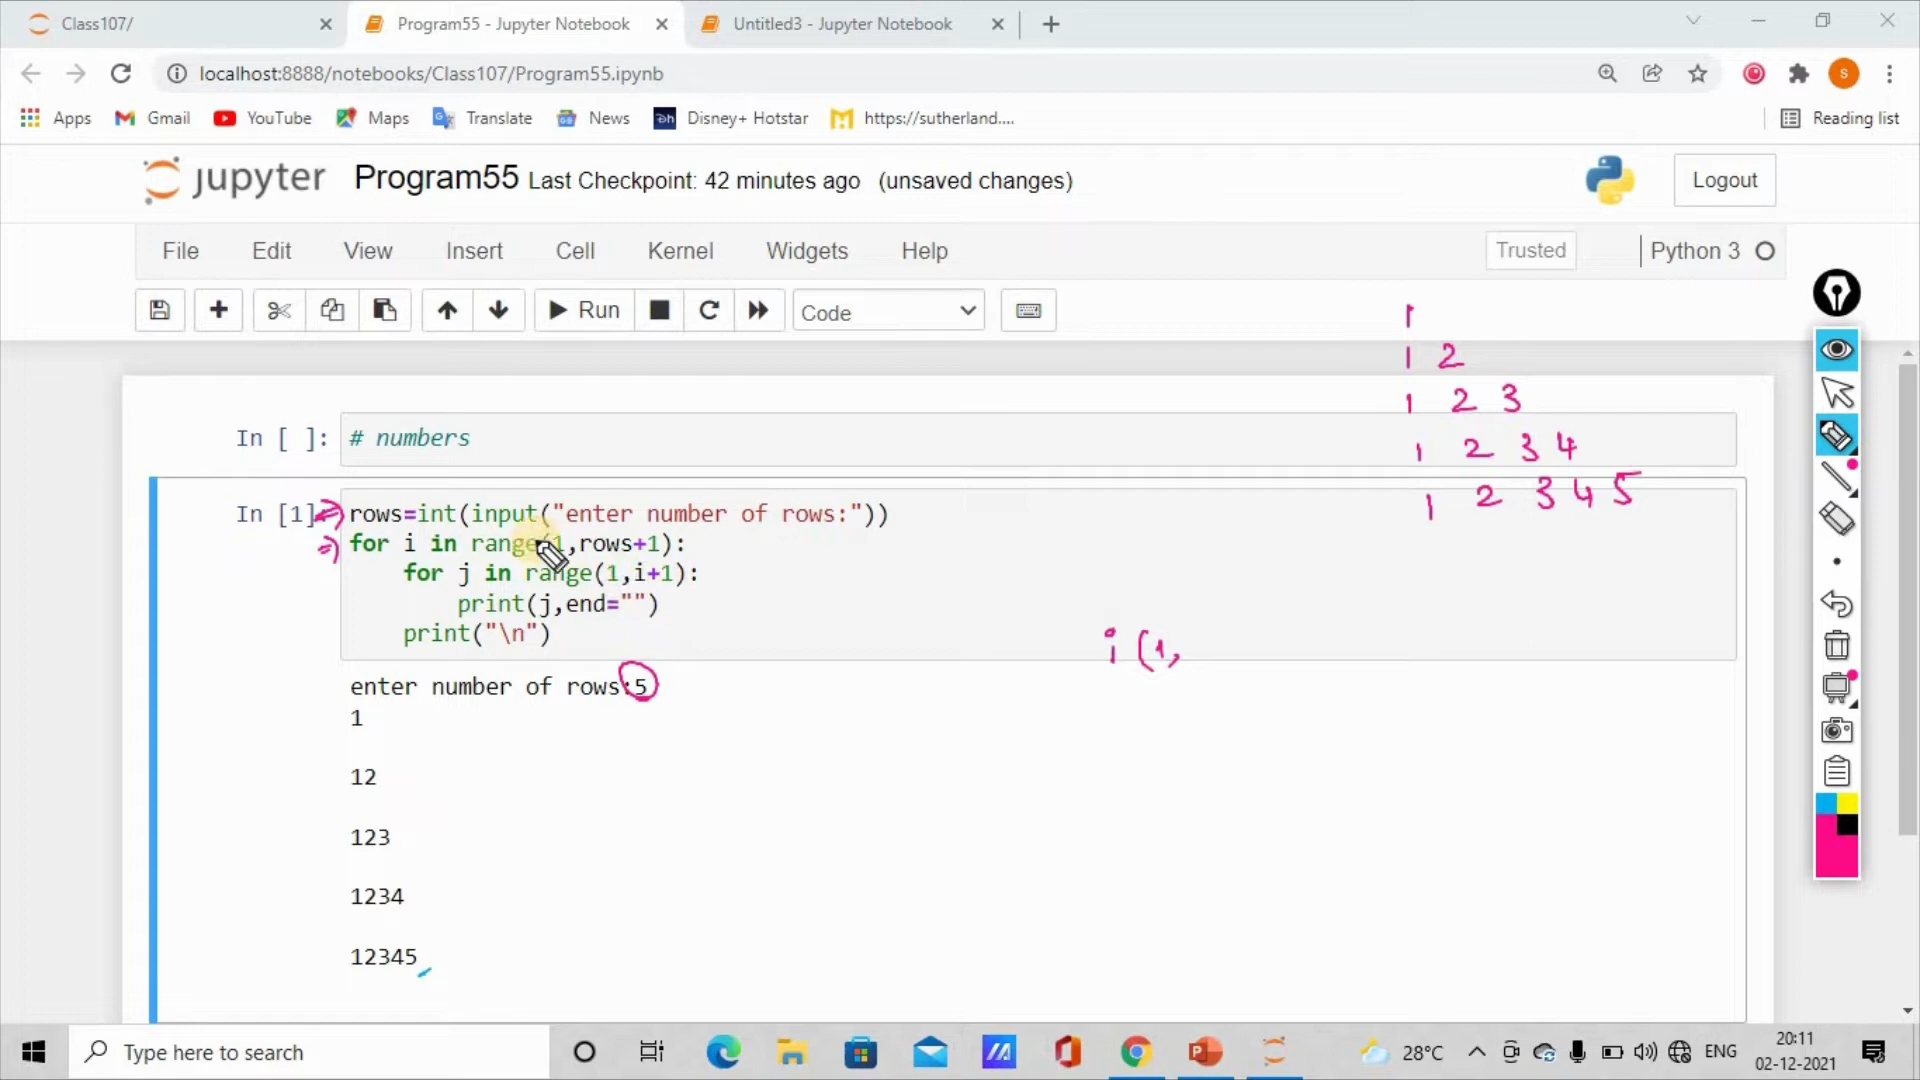 Class107/ Program55 - Jupyter Notebook Untitled3 - Jupyter Notebook
localhost:8888/notebooks/Class107/Program55.ipynb S
Apps Gmail YouTube Maps Translate News Disney+ Hotstar https://sutherland.... Reading list
jupyter Program55 Last Checkpoint: 42 minutes ago (unsaved changes) Logout
File Edit View Insert Cell Kernel Widgets Help Trusted Python 3
Run Code
1
1 2
1 2 3
1 2 3 4
1 2 3 4 5
In [ ]: # numbers
In [1] rows=int(input("enter number of rows:"))
for i in range(1,rows+1):
for j in range(1,i+1):
print(j,end="")
print("\n")
i (1,
enter number of rows:5
1
12
123
1234
12345
Type here to search 28°C ENG 20:11
02-12-2021